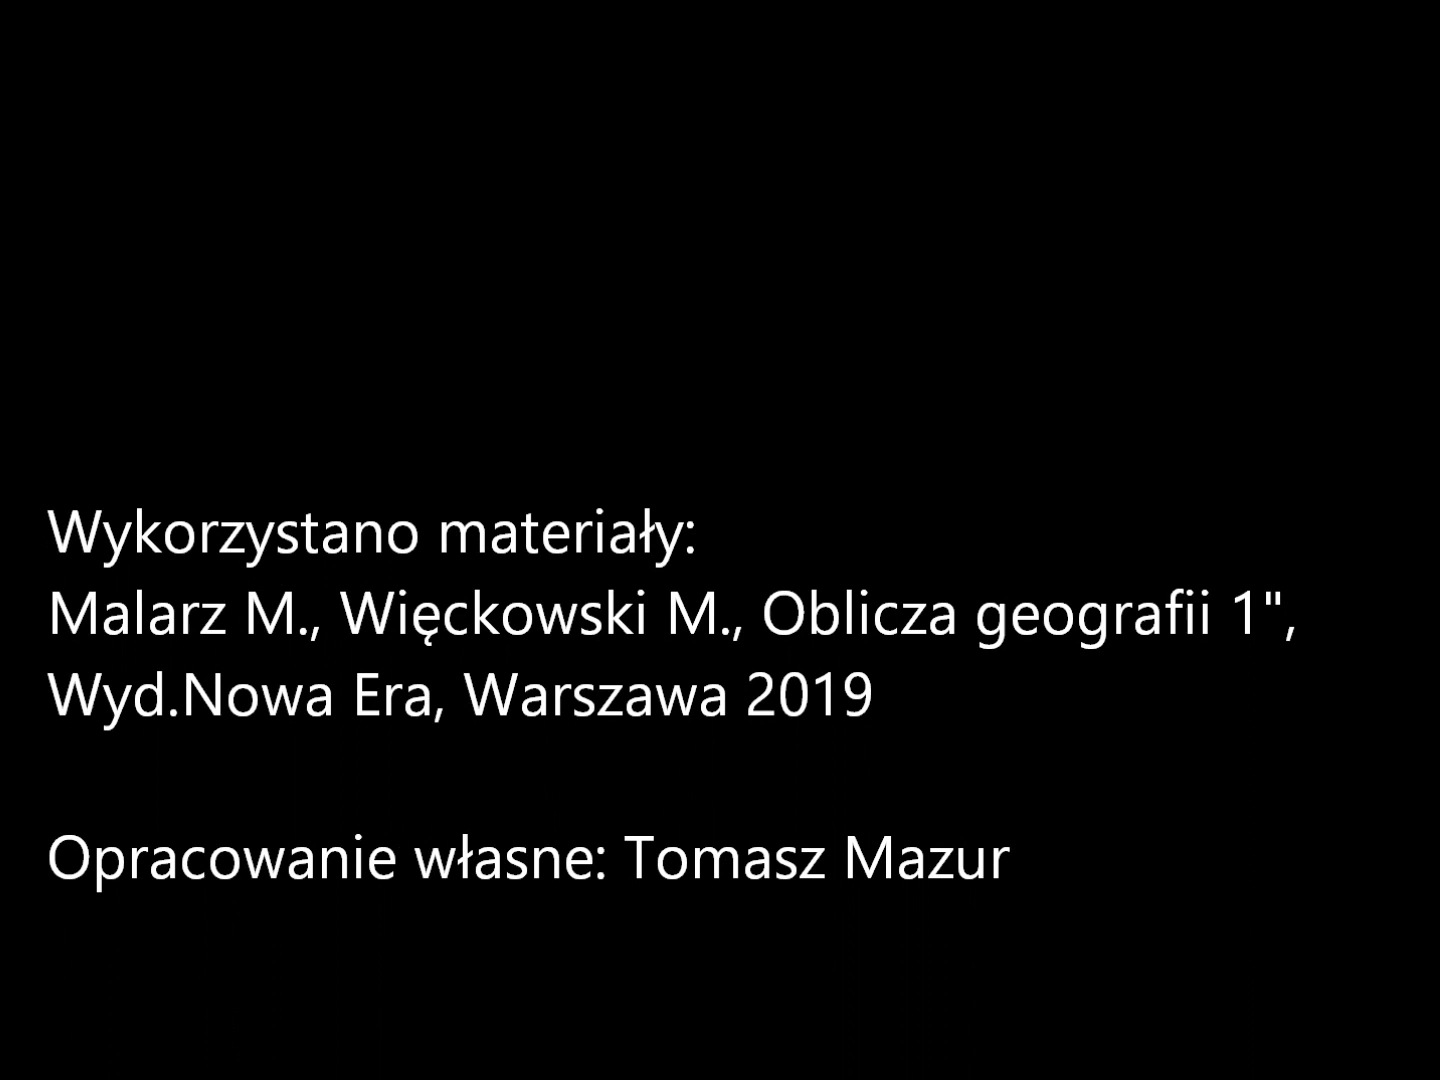 Wykorzystano materiały:
Malarz M., Więckowski M., Oblicza geografii 1",
Wyd.Nowa Era, Warszawa 2019
Opracowanie własne: Tomasz Mazur